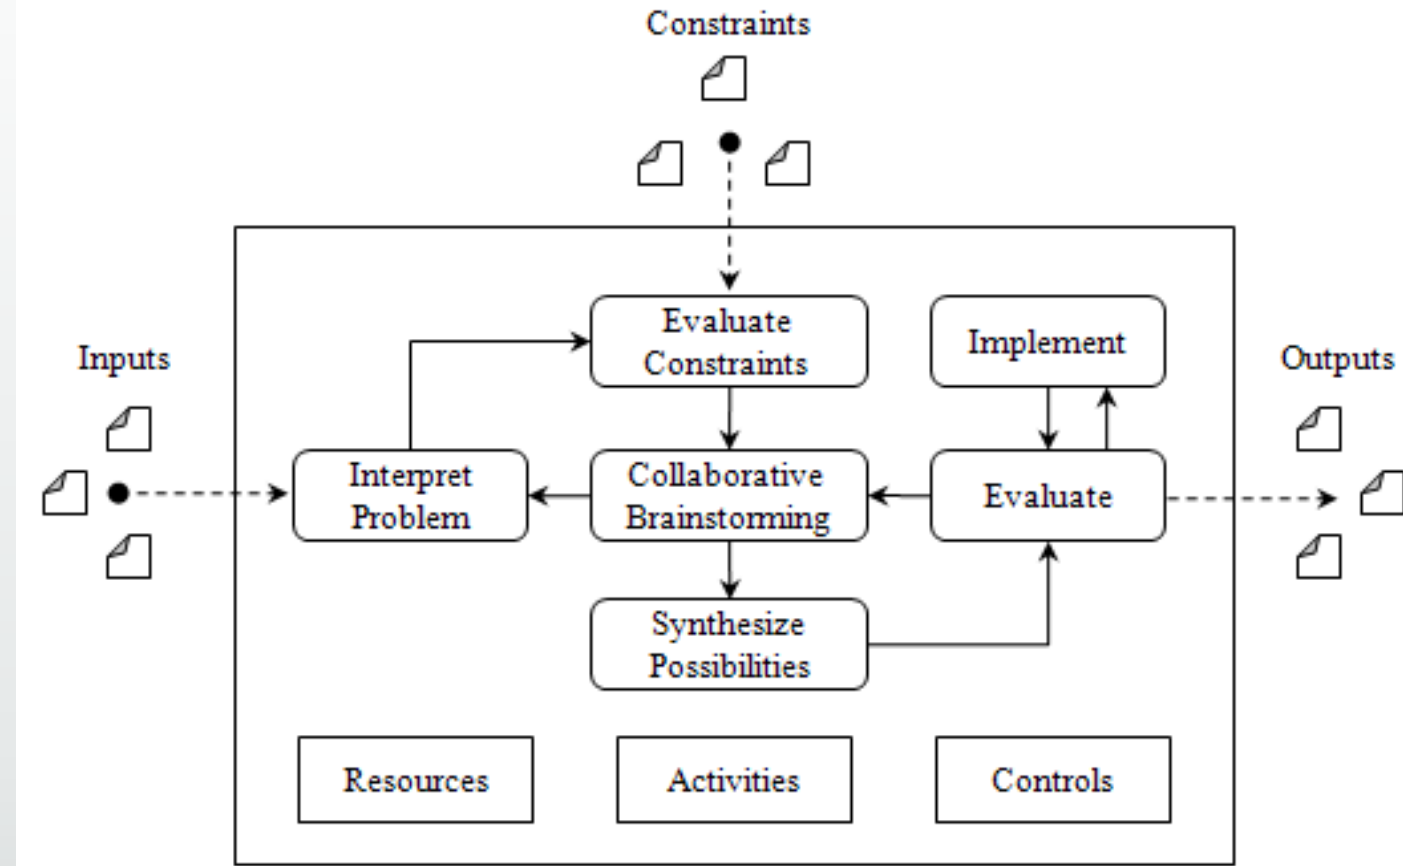 Constraints
Inputs
Evaluate
Constraints
Implement
Outputs
Interpret
Problem
Collaborative
Brainstorming
Evaluate
Synthesize
Possibilities
Resources
Activities
Controls